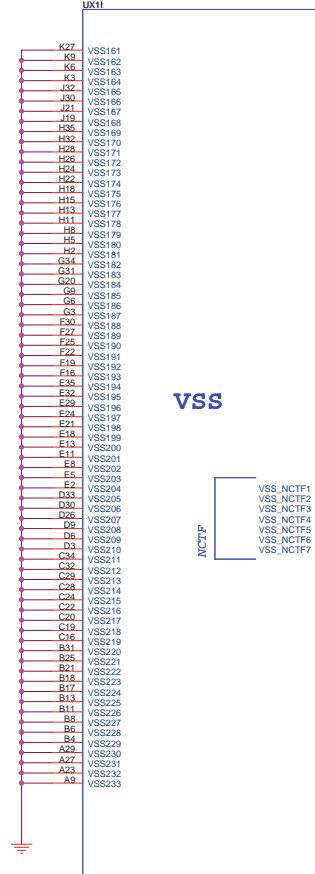 UX1I
K27 VSS161
K9 VSS162
K6 VSS163
K3 VSS164
J32 VSS165
J30 VSS166
J21 VSS167
J19 VSS168
H35 VSS169
H32 VSS170
H28 VSS171
H26 VSS172
H24 VSS173
H22 VSS174
H18 VSS175
H15 VSS176
H13 VSS177
H11 VSS178
H8 VSS179
H5 VSS180
H2 VSS181
G34 VSS182
G31 VSS183
G20 VSS184
G9 VSS185
G6 VSS186
G3 VSS187
F30 VSS188
F27 VSS189
F25 VSS190
F22 VSS191
F19 VSS192
F16 VSS193
E35 VSS194
E32 VSS195
E29 VSS196
E24 VSS197
E21 VSS198
E18 VSS199
E13 VSS200
E11 VSS201
E8 VSS202
E5 VSS203
E2 VSS204
D33 VSS205
D30 VSS206
D26 VSS207
D9 VSS208
D6 VSS209
D3 VSS210
C34 VSS211
C32 VSS212
C29 VSS213
C28 VSS214
C24 VSS215
C22 VSS216
C20 VSS217
C19 VSS218
C16 VSS219
B31 VSS220
B25 VSS221
B21 VSS222
B18 VSS223
B17 VSS224
B13 VSS225
B11 VSS226
B8 VSS227
B6 VSS228
B4 VSS229
A29 VSS230
A27 VSS231
A23 VSS232
A9 VSS233
VSS
NCTF
VSS_NCTF1
VSS_NCTF2
VSS_NCTF3
VSS_NCTF4
VSS_NCTF5
VSS_NCTF6
VSS_NCTF7